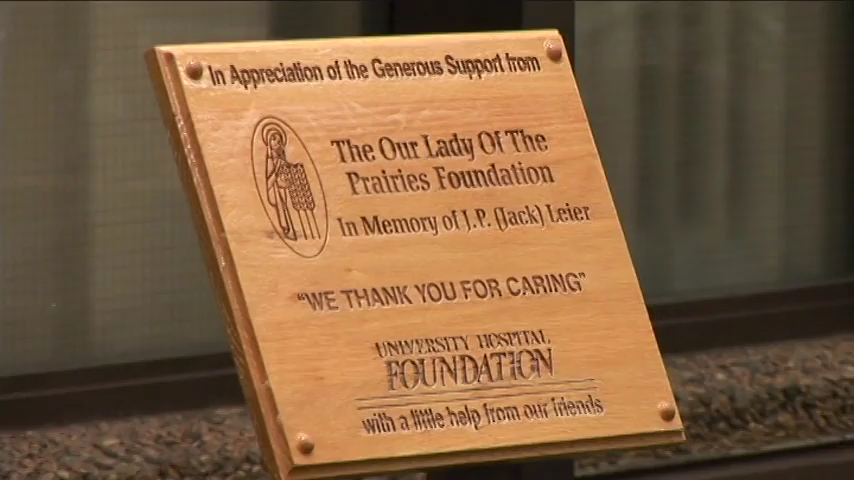 In Appreciation of the Generous Support from
The Our Lady Of The
Prairies Foundation
In Memory of J.P. (Jack) Leier
"WE THANK YOU FOR CARING"
UNIVERSITY HOSPITAL
FOUNDATION
with a little help from our friends